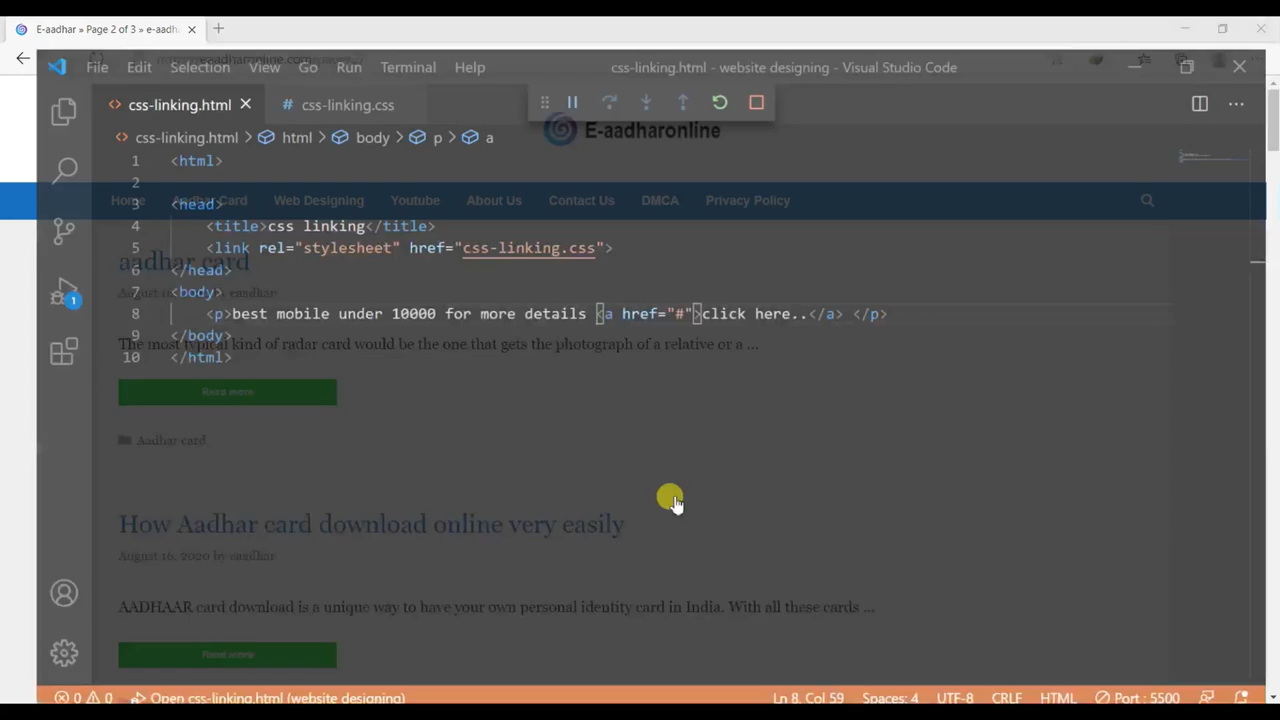 E-aadhar » Page 2 of 3 » e-aadh
File Edit Selection View Go Run Terminal Help
css-linking.html - website designing - Visual Studio Code
css-linking.html
# css-linking.css
E-aadharonline
css-linking.html > html > body > p > a
1 <html>
2
Home Aadhar Card Web Designing Youtube About Us Contact Us DMCA Privacy Policy
3 <head>
4 <title>css linking</title>
5 <link rel="stylesheet" href="css-linking.css">
aadhar card
6 </head>
7 <body>
8 <p>best mobile under 10000 for more details <a href="#">click here..</a> </p>
9 </body>
The most typical kind of radar card would be the one that gets the photograph of a relative or a ...
10 </html>
Read more
Aadhar card
How Aadhar card download online very easily
August 16, 2020 by eaadhar
AADHAAR card download is a unique way to have your own personal identity card in India. With all these cards ...
Read more
1
0 0 Open css-linking.html (website designing) Ln 8, Col 59 Spaces: 4 UTF-8 CRLF HTML Port : 5500